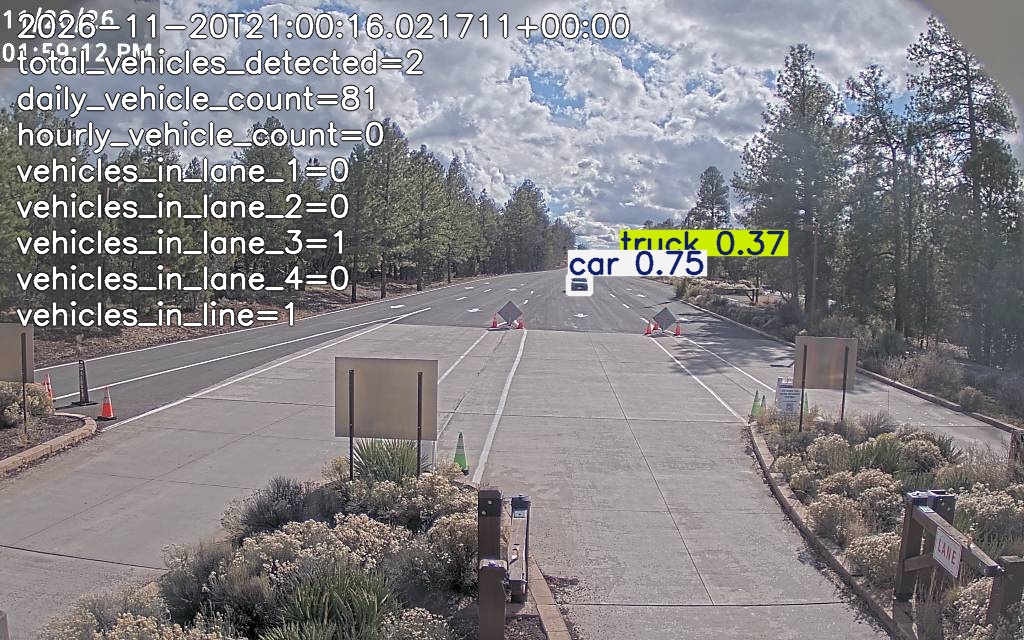 2026-11-20T21:00:16.021711+00:00
01:59:12 PM
total_vehicles_detected=2
daily_vehicle_count=81
hourly_vehicle_count=0
vehicles_in_lane_1=0
vehicles_in_lane_2=0
vehicles_in_lane_3=1
vehicles_in_lane_4=0
vehicles_in_line=1
truck 0.37
car 0.75
LANE